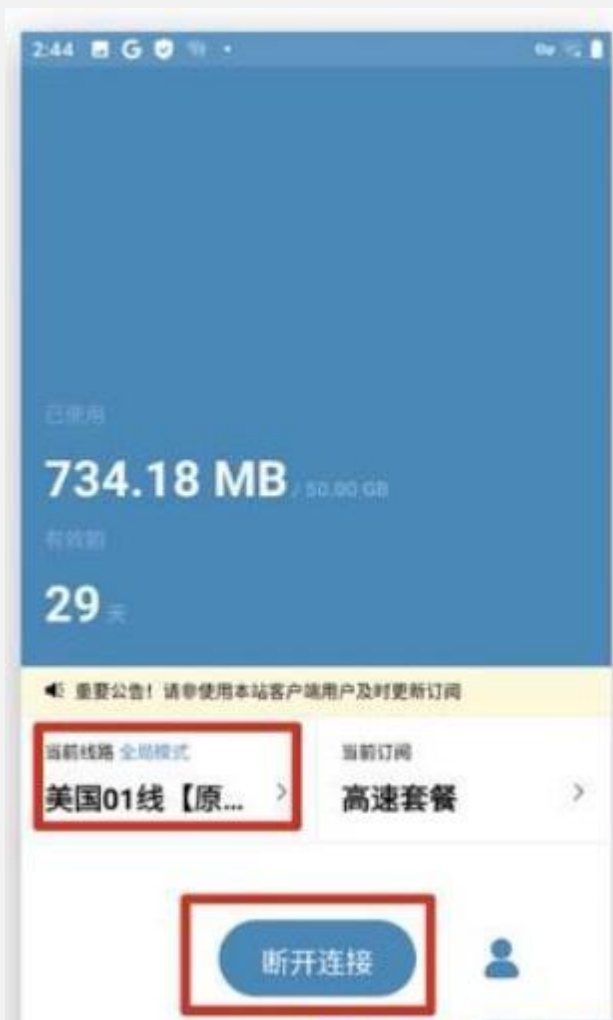 2:44 G
已使用
734.18 MB / 50.00 GB
有效期
29 天
重要公告！请非使用本站客户端用户及时更新订阅
当前线路 全局模式
当前订阅
美国01线【原...
高速套餐
断开连接